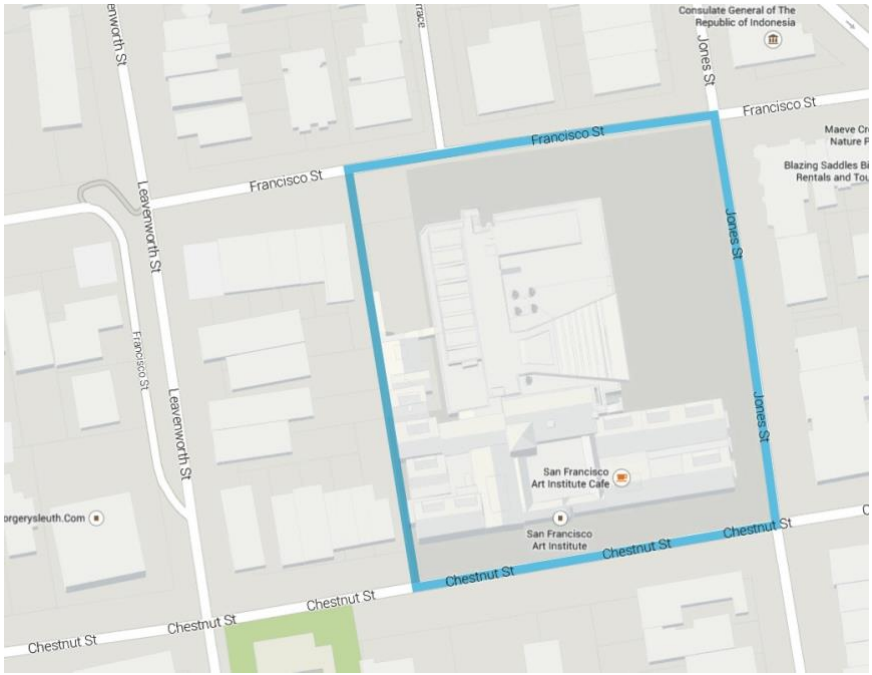 Leavenworth St
rrace
Consulate General of The
Republic of Indonesia
Jones St
Francisco St
Francisco St
Francisco St
Maeve Cr
Nature P
Blazing Saddles Bi
Rentals and Tou
Leavenworth St
Jones St
Francisco St
Leavenworth St
Jones St
San Francisco
Art Institute Cafe
orgerysleuth.Com
San Francisco
Art Institute
Chestnut St
Chestnut St
Chestnut St
Chestnut St
Chestnut St
Chestnut St
C